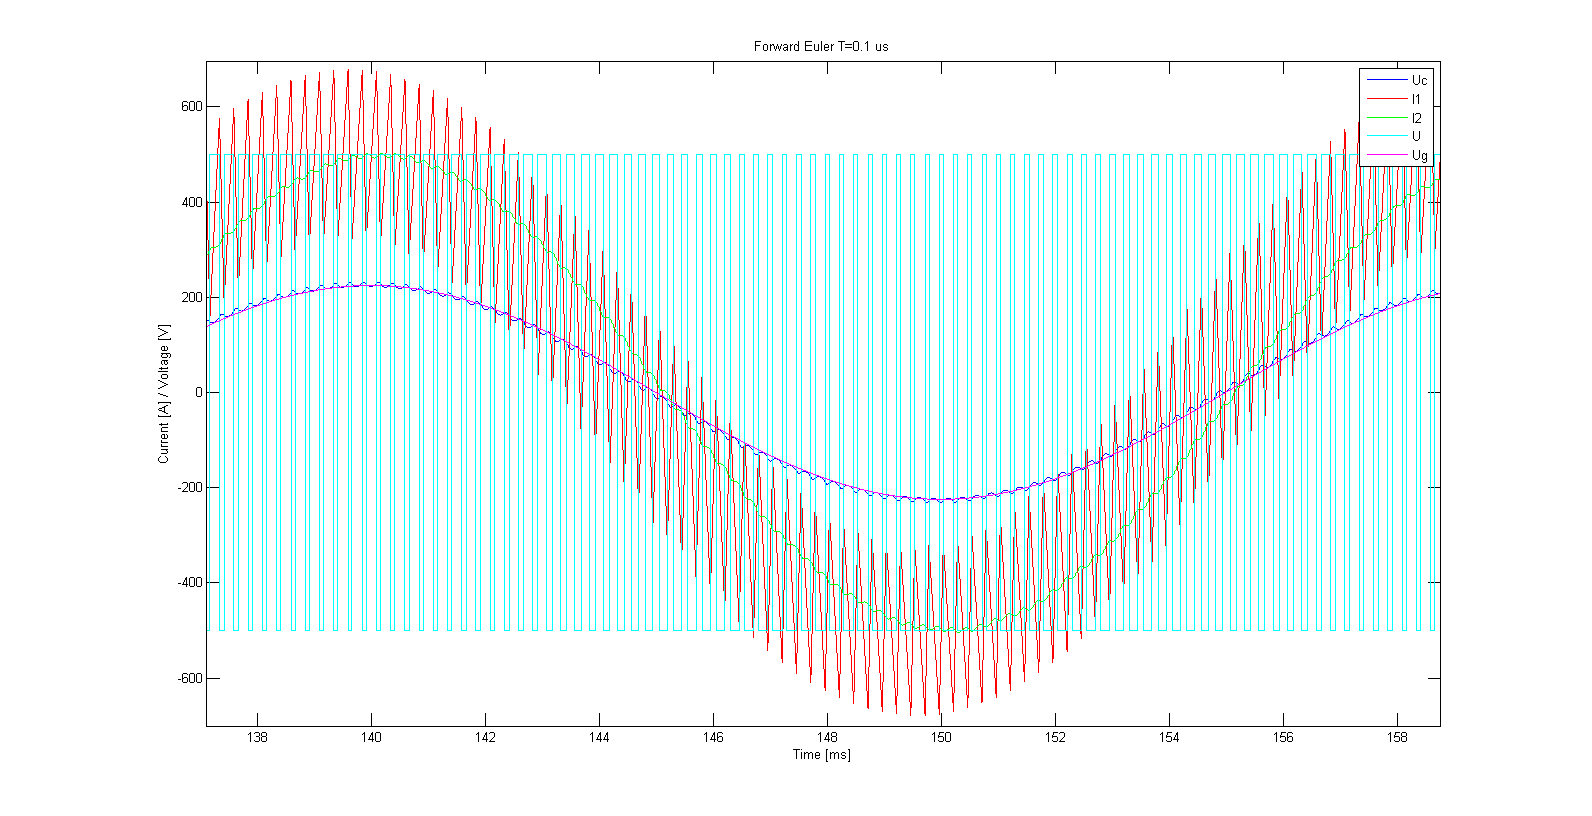 Forward Euler T=0.1 us
Uc
I1
I2
U
Ug
600
400
200
0
-200
-400
-600
Current [A] / Voltage [V]
138 140 142 144 146 148 150 152 154 156 158
Time [ms]